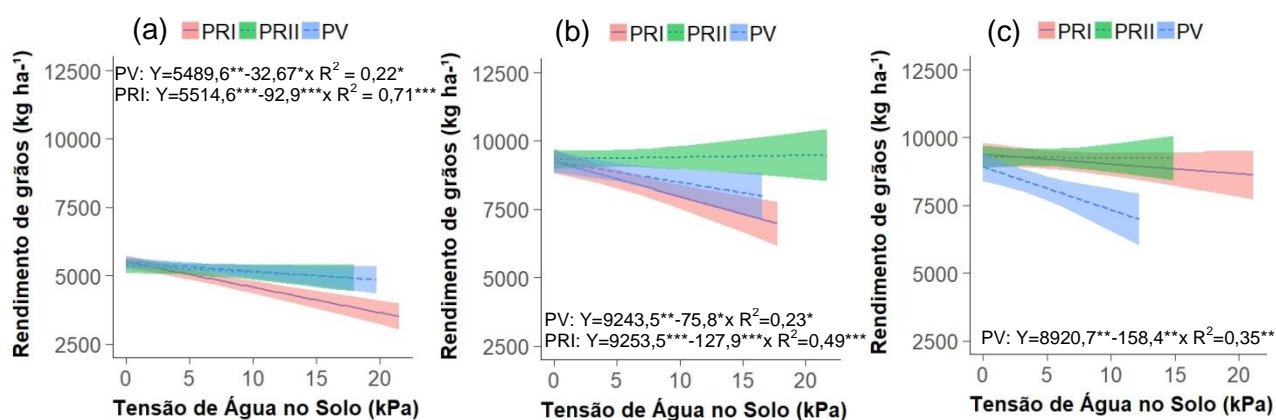 (a)
PRI PRII PV
PV: Y=5489,6**-32,67*x R² = 0,22*
PRI: Y=5514,6***-92,9***x R² = 0,71***
Rendimento de grãos (kg ha-¹)
12500
10000
7500
5000
2500
0 5 10 15 20
Tensão de Água no Solo (kPa)
(b)
PRI PRII PV
Rendimento de grãos (kg ha-¹)
12500
10000
7500
5000
2500
PV: Y=9243,5**-75,8*x R²=0,23*
PRI: Y=9253,5***-127,9***x R²=0,49***
0 5 10 15 20
Tensão de Água no Solo (kPa)
(c)
PRI PRII PV
Rendimento de grãos (kg ha-¹)
12500
10000
7500
5000
2500
PV: Y=8920,7**-158,4**x R²=0,35**
0 5 10 15 20
Tensão de Água no Solo (kPa)